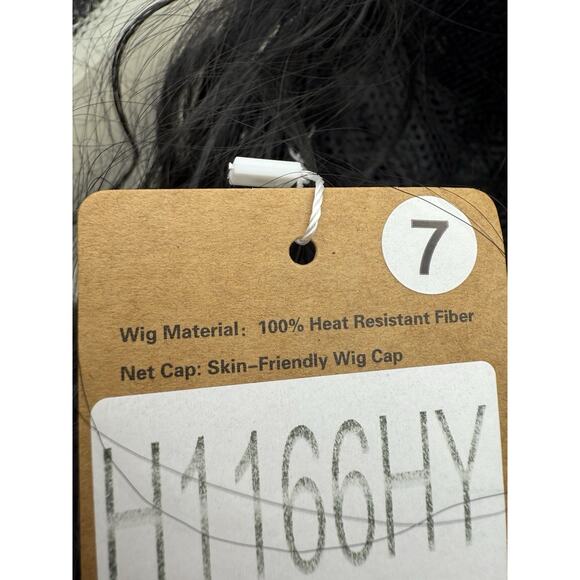 7
Wig Material: 100% Heat Resistant Fiber
Net Cap: Skin-Friendly Wig Cap
H1166HY